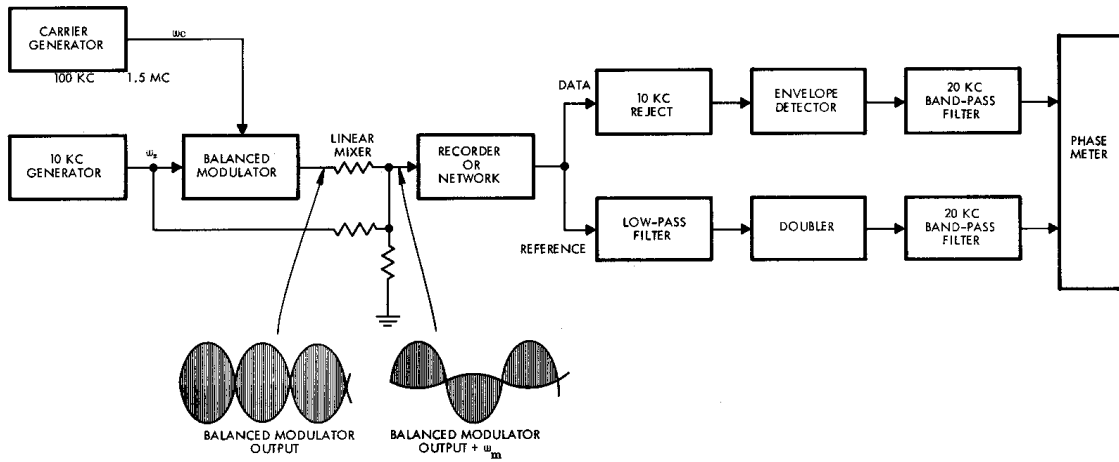 CARRIER
GENERATOR
ωc
100 KC 1.5 MC
10 KC
GENERATOR
BALANCED
MODULATOR
LINEAR
MIXER
RECORDER
OR
NETWORK
DATA
10 KC
REJECT
ENVELOPE
DETECTOR
20 KC
BAND-PASS
FILTER
PHASE
METER
REFERENCE
LOW-PASS
FILTER
DOUBLER
20 KC
BAND-PASS
FILTER
BALANCED MODULATOR
OUTPUT
BALANCED MODULATOR
OUTPUT + ωm